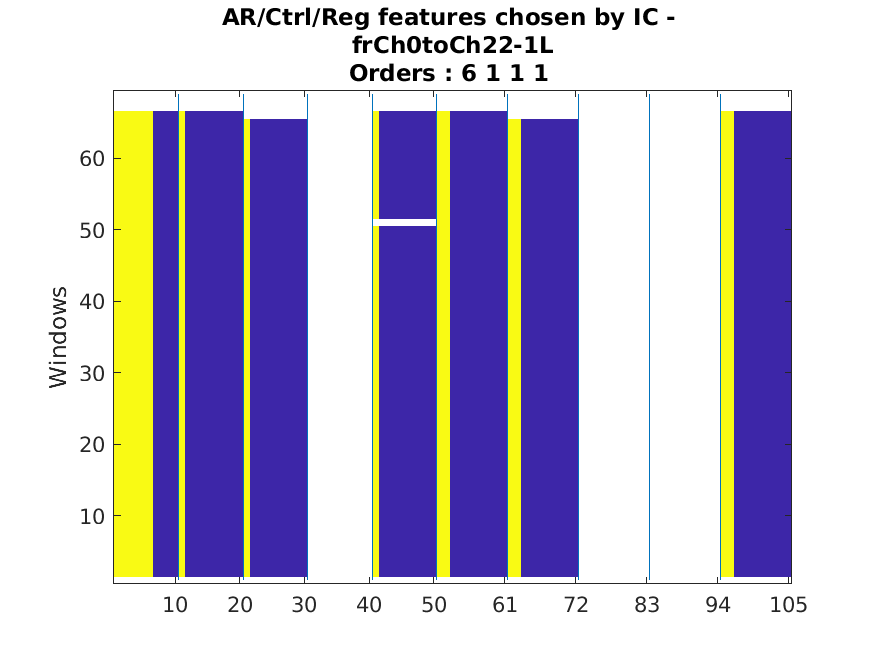 AR/Ctrl/Reg features chosen by IC -
frCh0toCh22-1L
Orders : 6 1 1 1
60
50
40
30
20
10
Windows
10 20 30 40 50 61 72 83 94 105